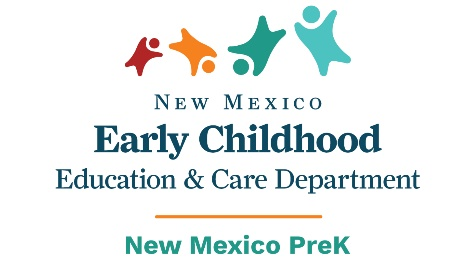 New Mexico
Early Childhood
Education & Care Department
New Mexico PreK